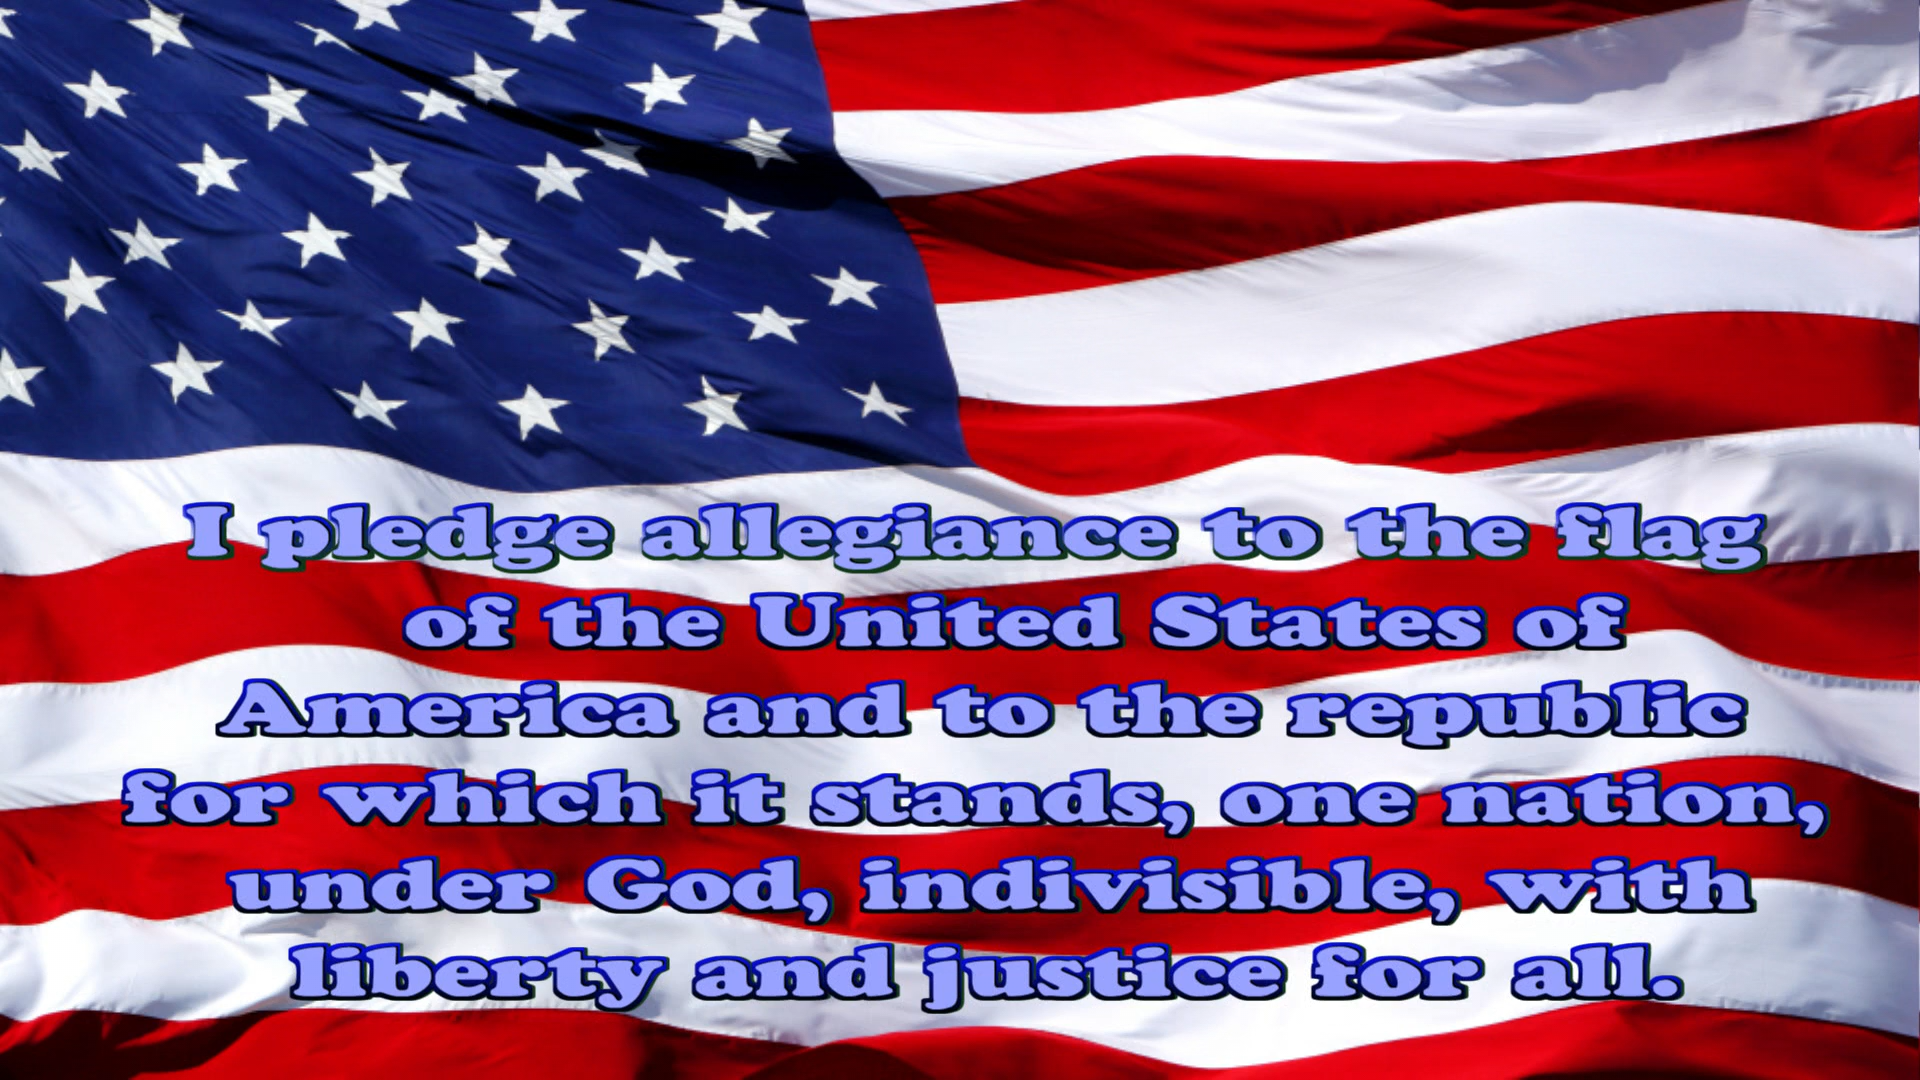 I pledge allegiance to the flag
of the United States of
America and to the republic
for which it stands, one nation,
under God, indivisible, with
liberty and justice for all.